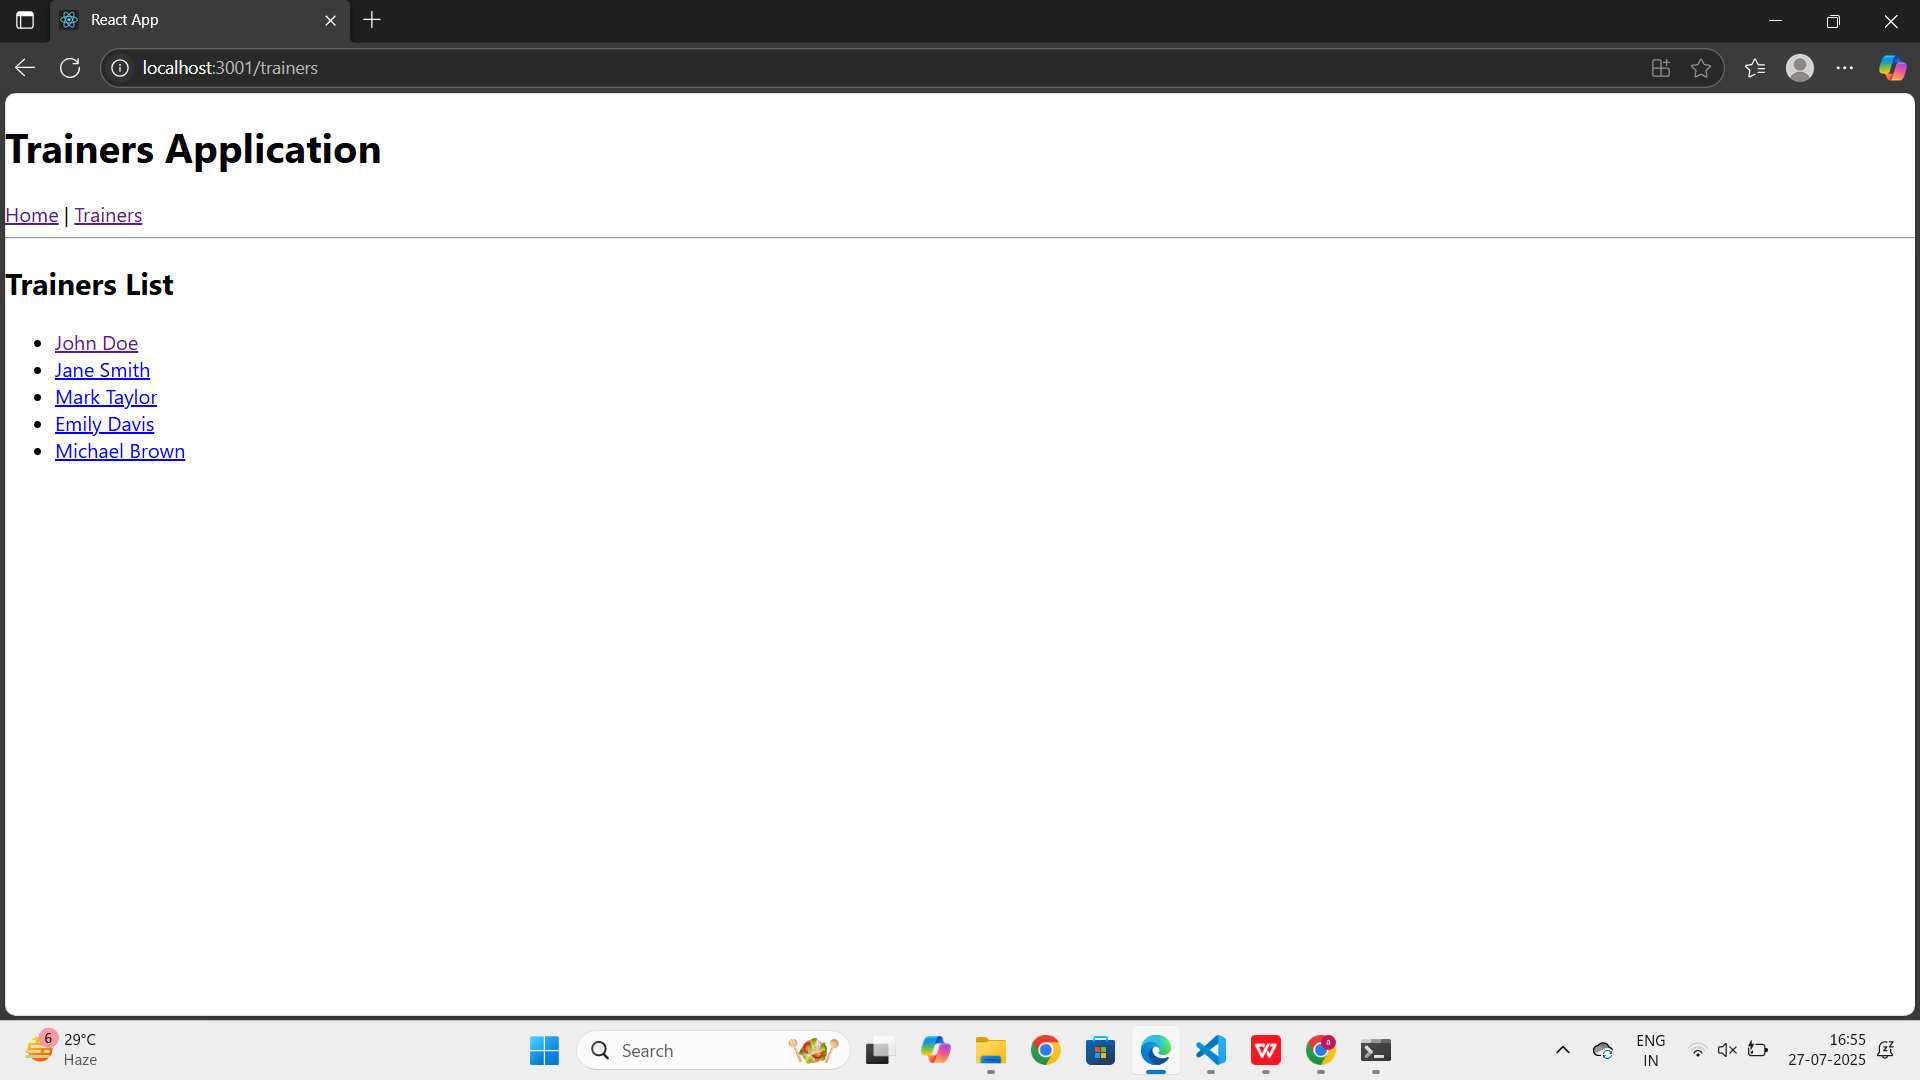 React App
localhost:3001/trainers
Trainers Application
Home | Trainers
Trainers List
John Doe
Jane Smith
Mark Taylor
Emily Davis
Michael Brown
6
29°C
Haze
Search
a
ENG
IN
16:55
27-07-2025